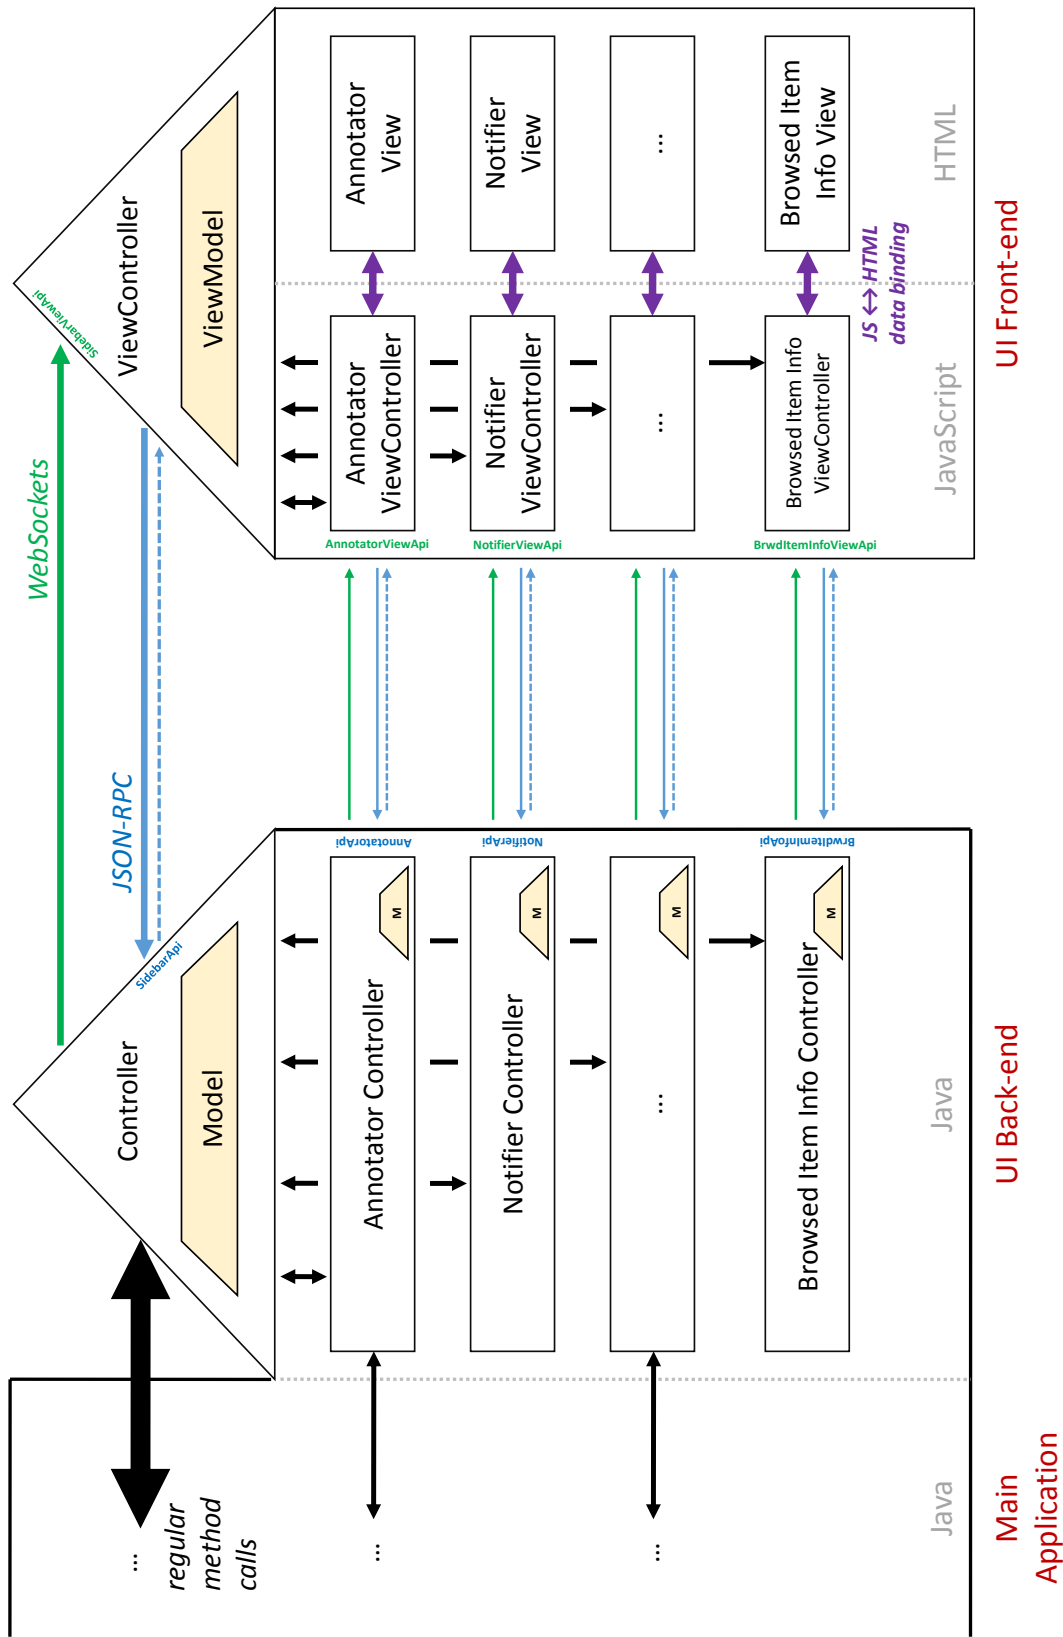 WebSockets
JSON-RPC
...
regular
method
calls
Controller
SidebarApi
Model
SidebarViewApi
ViewController
ViewModel
...
Annotator Controller
M
AnnotatorApi
AnnotatorViewApi
Annotator
ViewController
Annotator
View
Notifier Controller
M
NotifierApi
NotifierViewApi
Notifier
ViewController
Notifier
View
...
...
M
...
...
Browsed Item Info Controller
M
BrwdItemInfoApi
BrwdItemInfoViewApi
Browsed Item Info
ViewController
Browsed Item
Info View
JS ↔ HTML
data binding
Java
Java
JavaScript
HTML
Main
Application
UI Back-end
UI Front-end